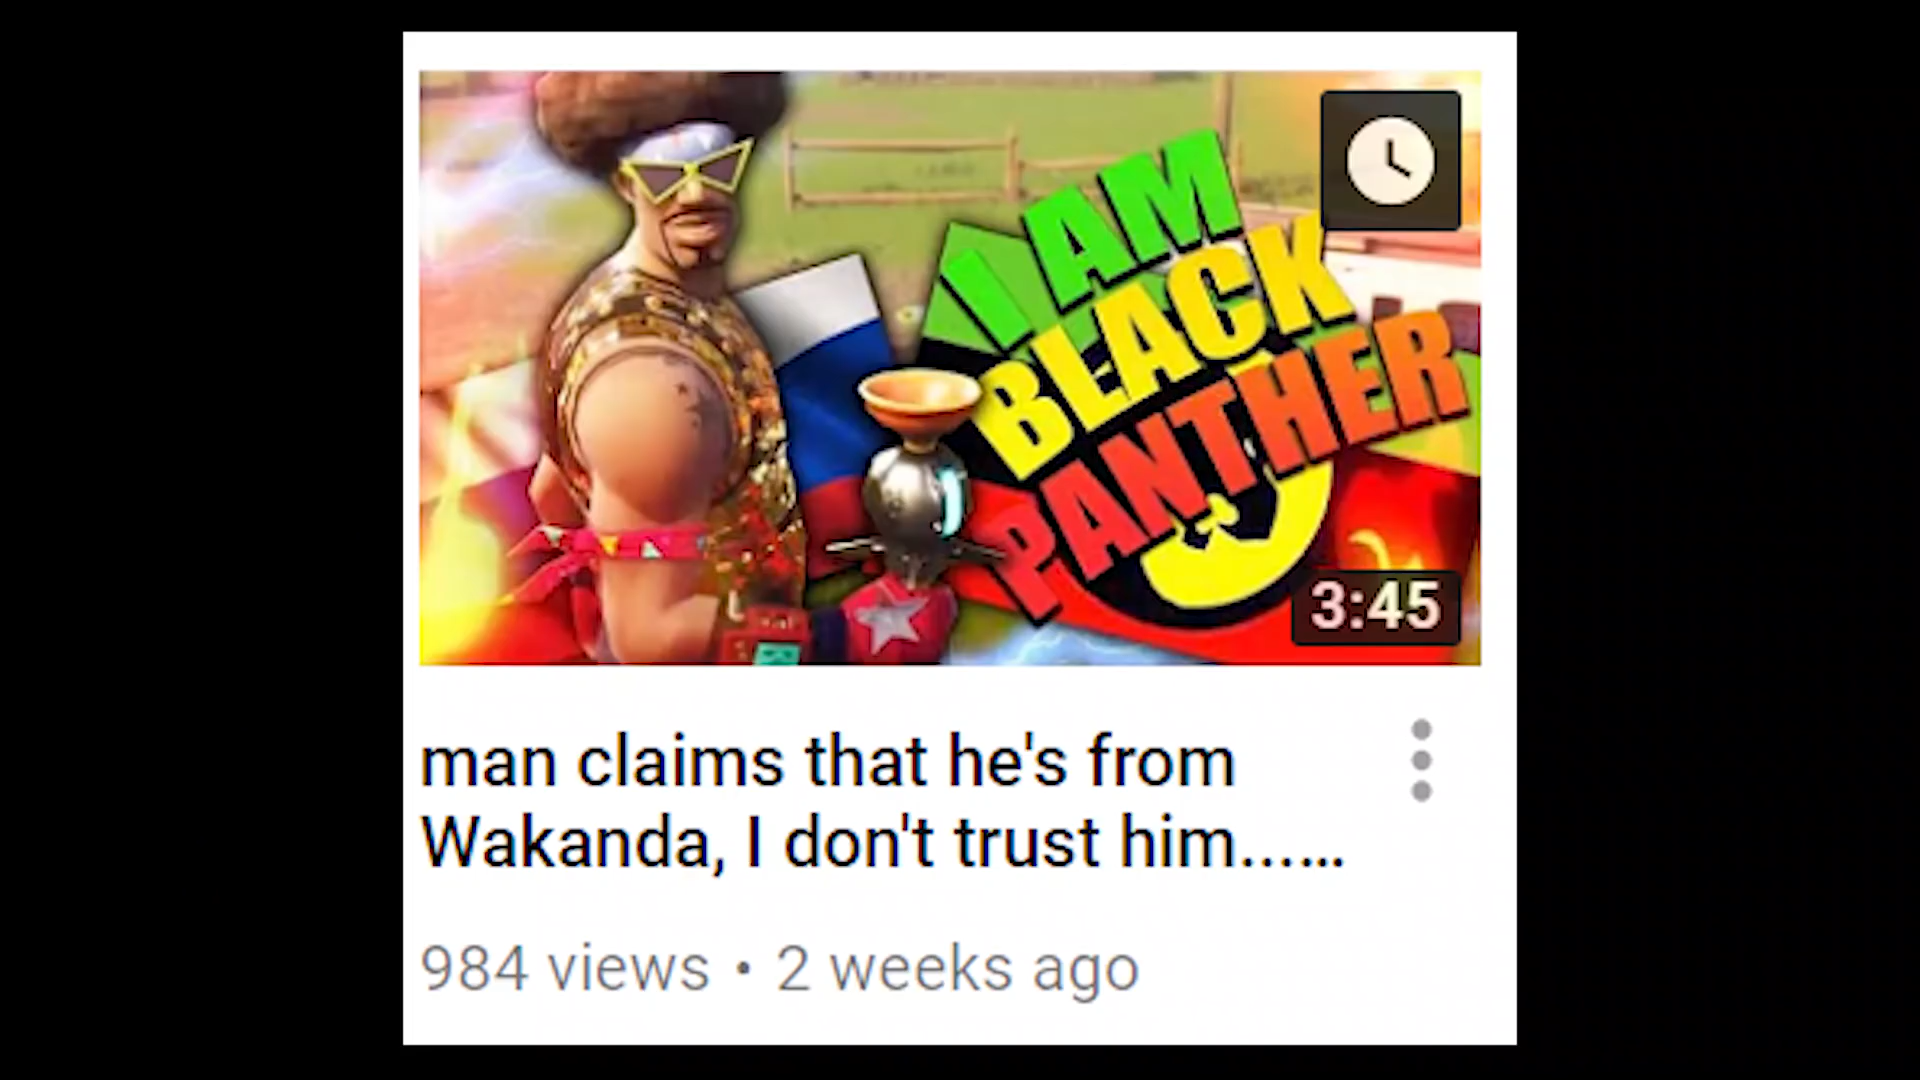 I AM
BLACK
PANTHER
3:45
man claims that he's from
Wakanda, I don't trust him......
984 views • 2 weeks ago